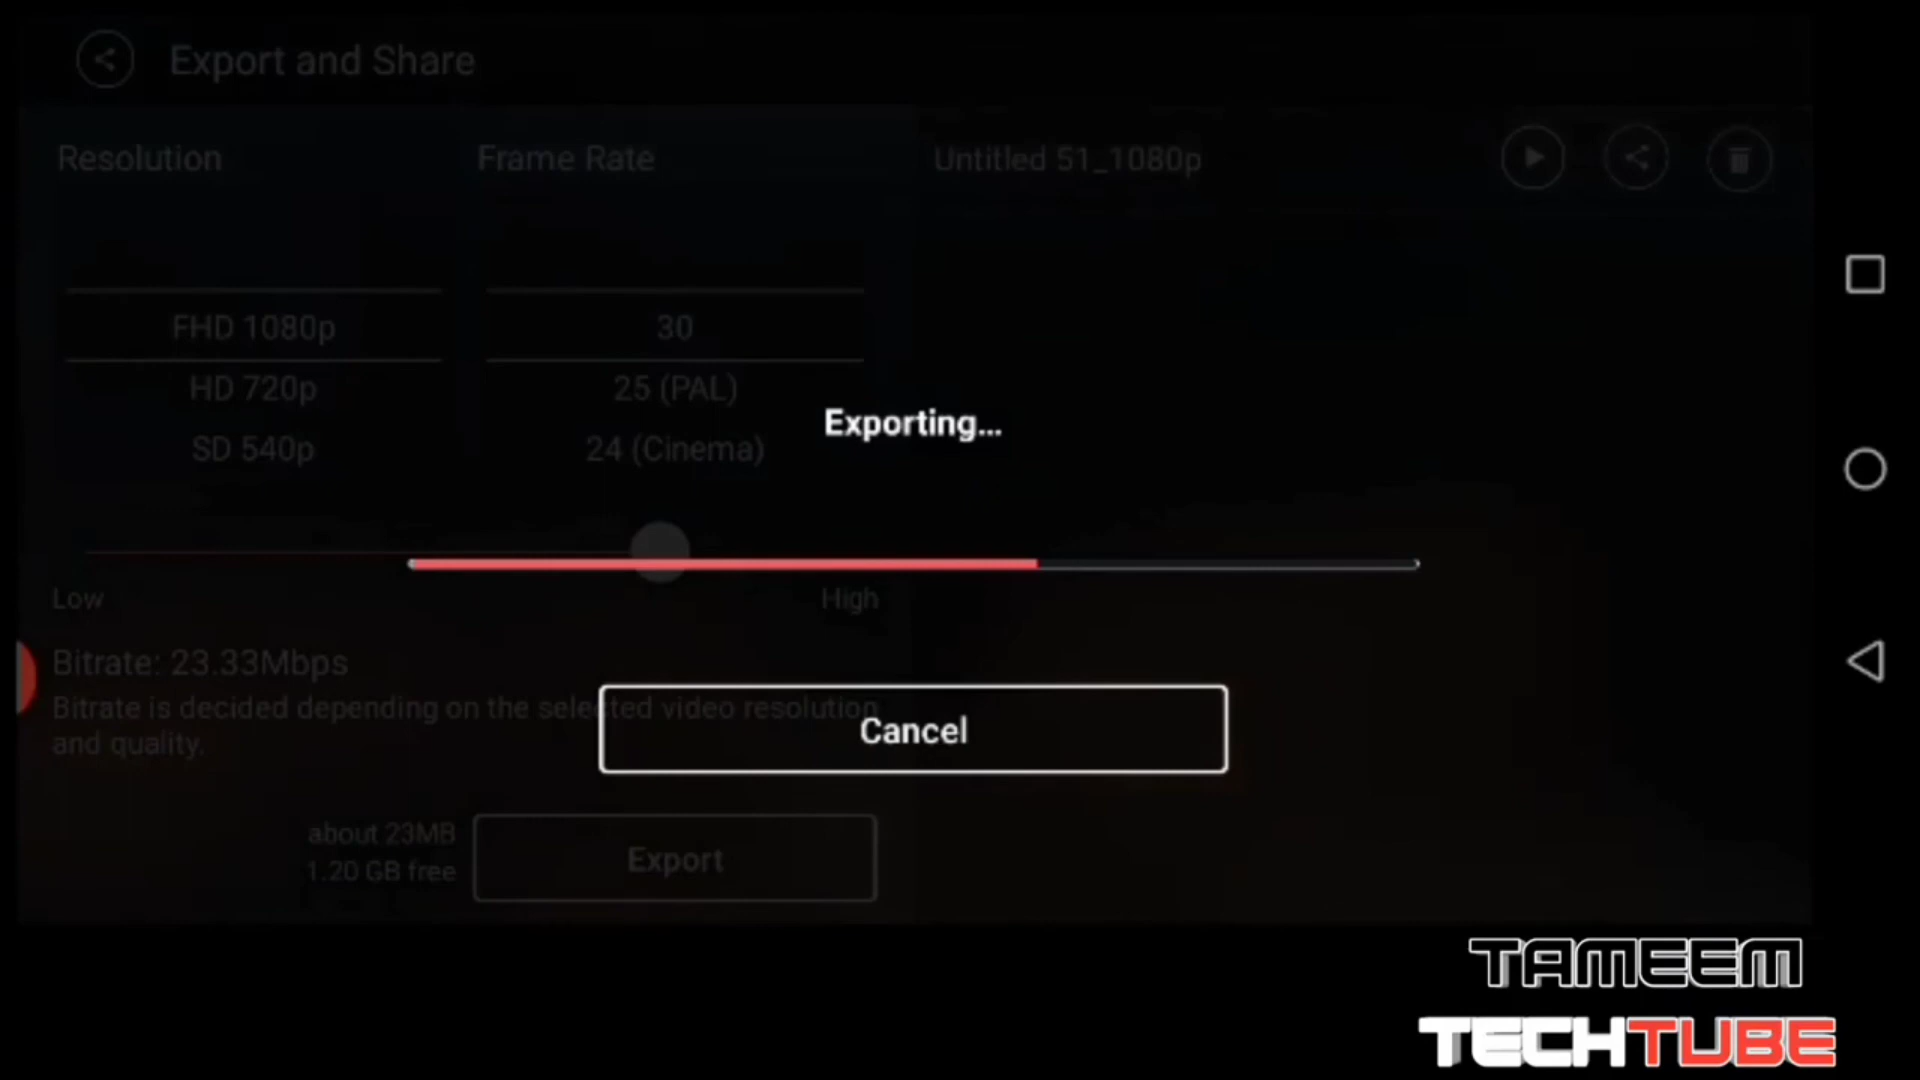 Export and Share
Resolution
Frame Rate
Untitled 51_1080p
FHD 1080p
HD 720p
SD 540p
30
25 (PAL)
24 (Cinema)
Exporting...
Low
High
Bitrate: 23.33Mbps
Bitrate is decided depending on the selected video resolution
and quality.
Cancel
about 23MB
1.20 GB free
Export
TAMEEM
TECHTUBE